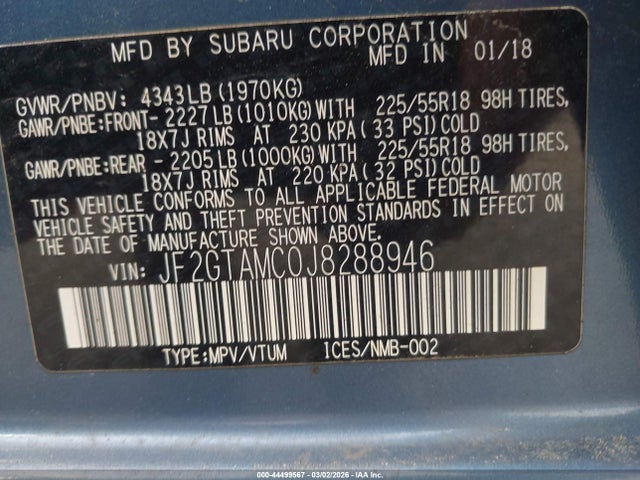 MFD BY SUBARU CORPORATION
MFD IN 01/18
GVWR/PNBV: 4343LB (1970KG)
GAWR/PNBE:FRONT- 2227LB (1010KG)WITH 225/55R18 98H TIRES,
18X7J RIMS AT 230 KPA (33 PSI) COLD
GAWR/PNBE:REAR - 2205LB (1000KG)WITH 225/55R18 98H TIRES,
18X7J RIMS AT 220 KPA (32 PSI) COLD
THIS VEHICLE CONFORMS TO ALL APPLICABLE FEDERAL MOTOR
VEHICLE SAFETY AND THEFT PREVENTION STANDARDS IN EFFECT ON
THE DATE OF MANUFACTURE SHOWN ABOVE.
VIN: JF2GTAMC0J8288946
TYPE:MPV/VTUM ICES/NMB-002
000-44499567 - 03/02/2026 - IAA Inc.